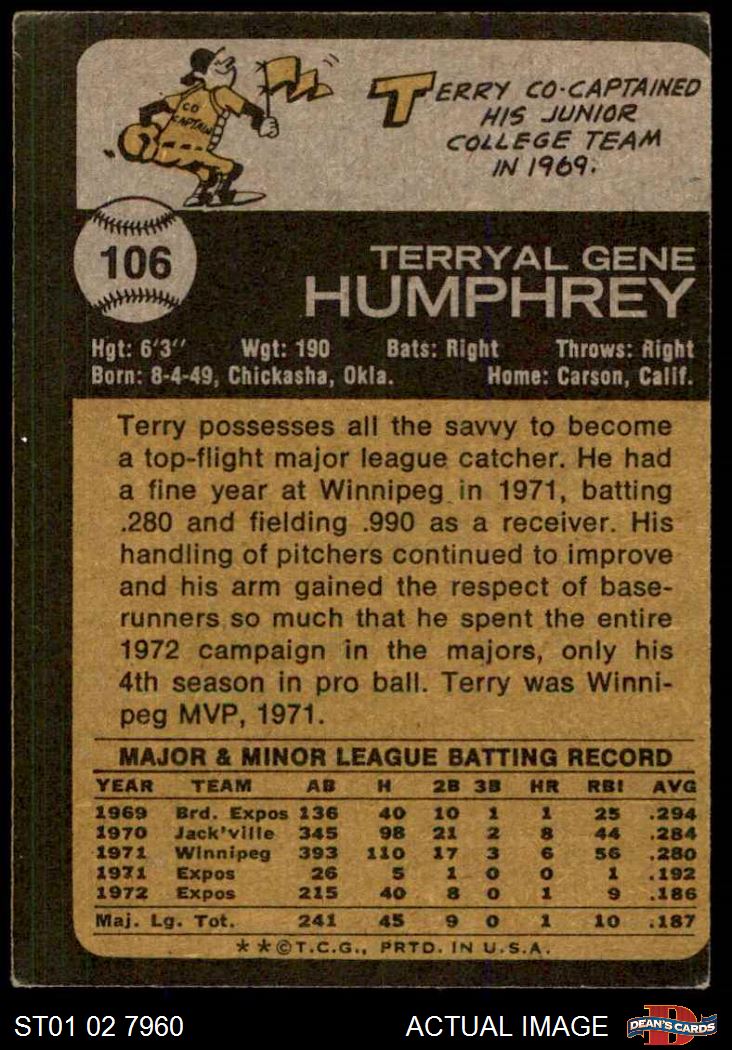 CO
CAPTAIN
TERRY CO-CAPTAINED
HIS JUNIOR
COLLEGE TEAM
IN 1969.
106
TERRYAL GENE
HUMPHREY
Hgt: 6'3" Wgt: 190 Bats: Right Throws: Right
Born: 8-4-49, Chickasha, Okla. Home: Carson, Calif.
Terry possesses all the savvy to become
a top-flight major league catcher. He had
a fine year at Winnipeg in 1971, batting
.280 and fielding .990 as a receiver. His
handling of pitchers continued to improve
and his arm gained the respect of base-
runners so much that he spent the entire
1972 campaign in the majors, only his
4th season in pro ball. Terry was Winni-
peg MVP, 1971.
MAJOR & MINOR LEAGUE BATTING RECORD
YEAR TEAM AB H 2B 3B HR RBI AVG
1969 Brd. Expos 136 40 10 1 1 25 .294
1970 Jack'ville 345 98 21 2 8 44 .284
1971 Winnipeg 393 110 17 3 6 56 .280
1971 Expos 26 5 1 0 0 1 .192
1972 Expos 215 40 8 0 1 9 .186
Maj. Lg. Tot. 241 45 9 0 1 10 .187
* * © T.C.G., PRTD. IN U.S.A.
ST01 02 7960 ACTUAL IMAGE D DEAN'S CARDS